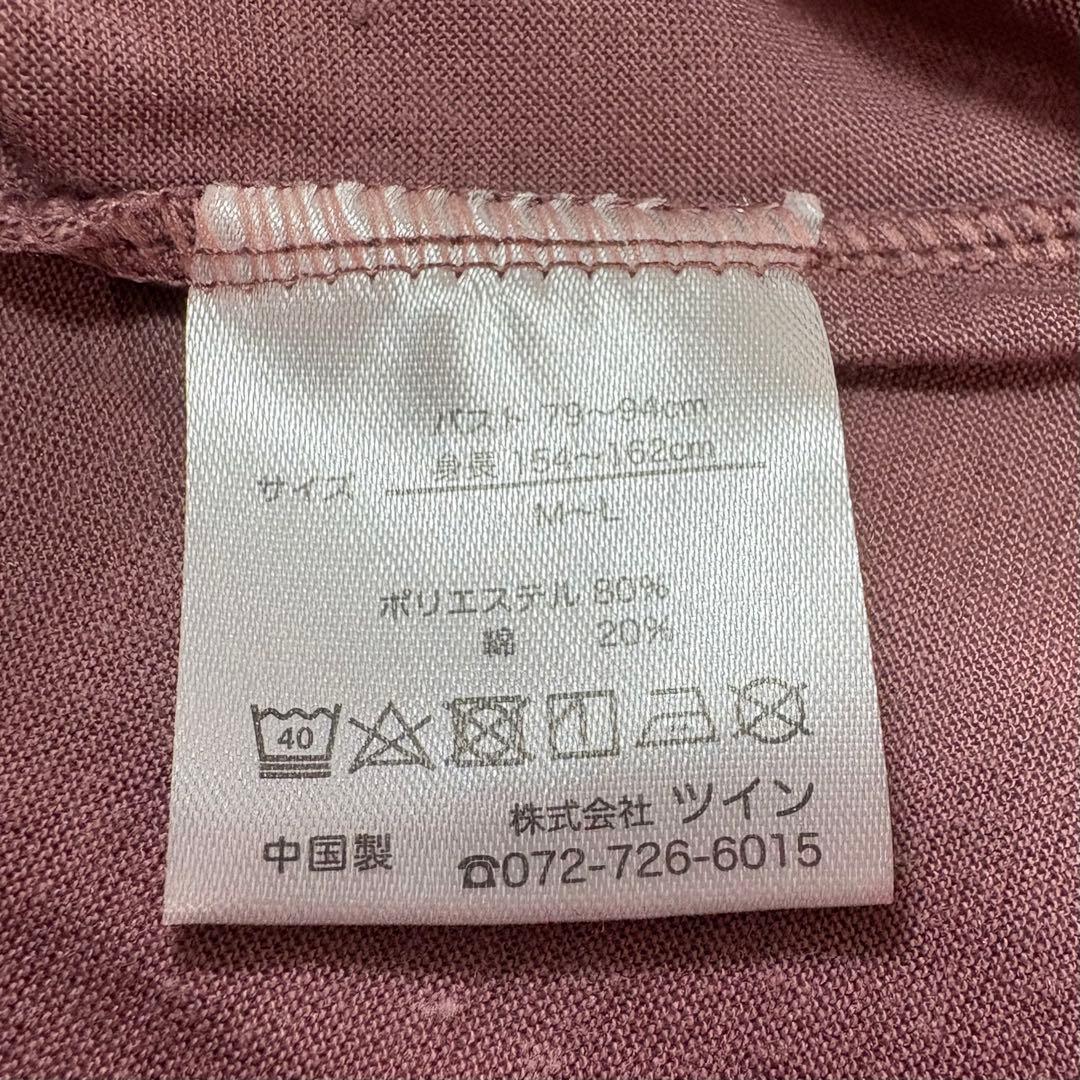 バスト 79～94cm
身長 154～162cm
サイズ
M～L
ポリエステル 80%
綿 20%
40
株式会社 ツイン
中国製
☎072-726-6015